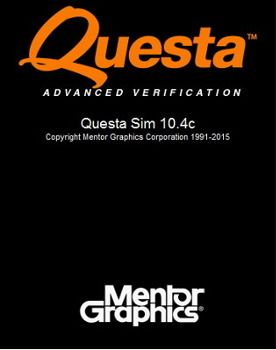 Questa™
ADVANCED VERIFICATION
Questa Sim 10.4c
Copyright Mentor Graphics Corporation 1991-2015
Mentor
Graphics®